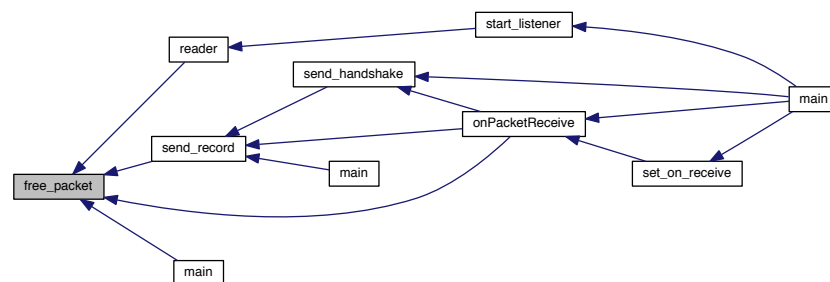 start_listener
reader
send_handshake
main
onPacketReceive
send_record
main
set_on_receive
free_packet
main